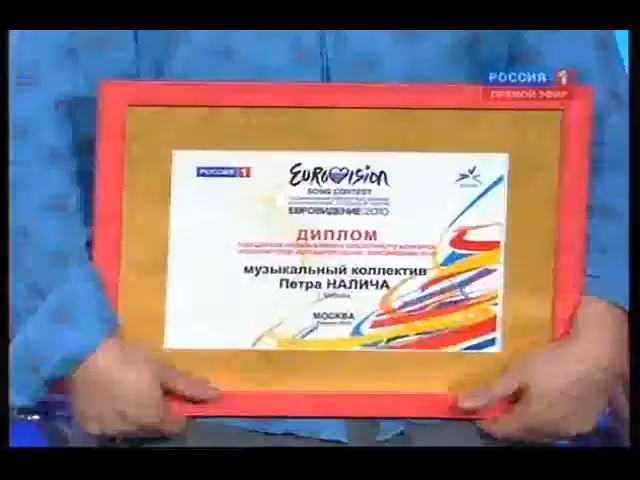 РОССИЯ 1
ПРЯМОЙ ЭФИР
РОССИЯ 1
EUROVISION
SONG CONTEST
ЕВРОВИДЕНИЕ 2010
ДИПЛОМ
музыкальный коллектив
Петра НАЛИЧА
МОСКВА